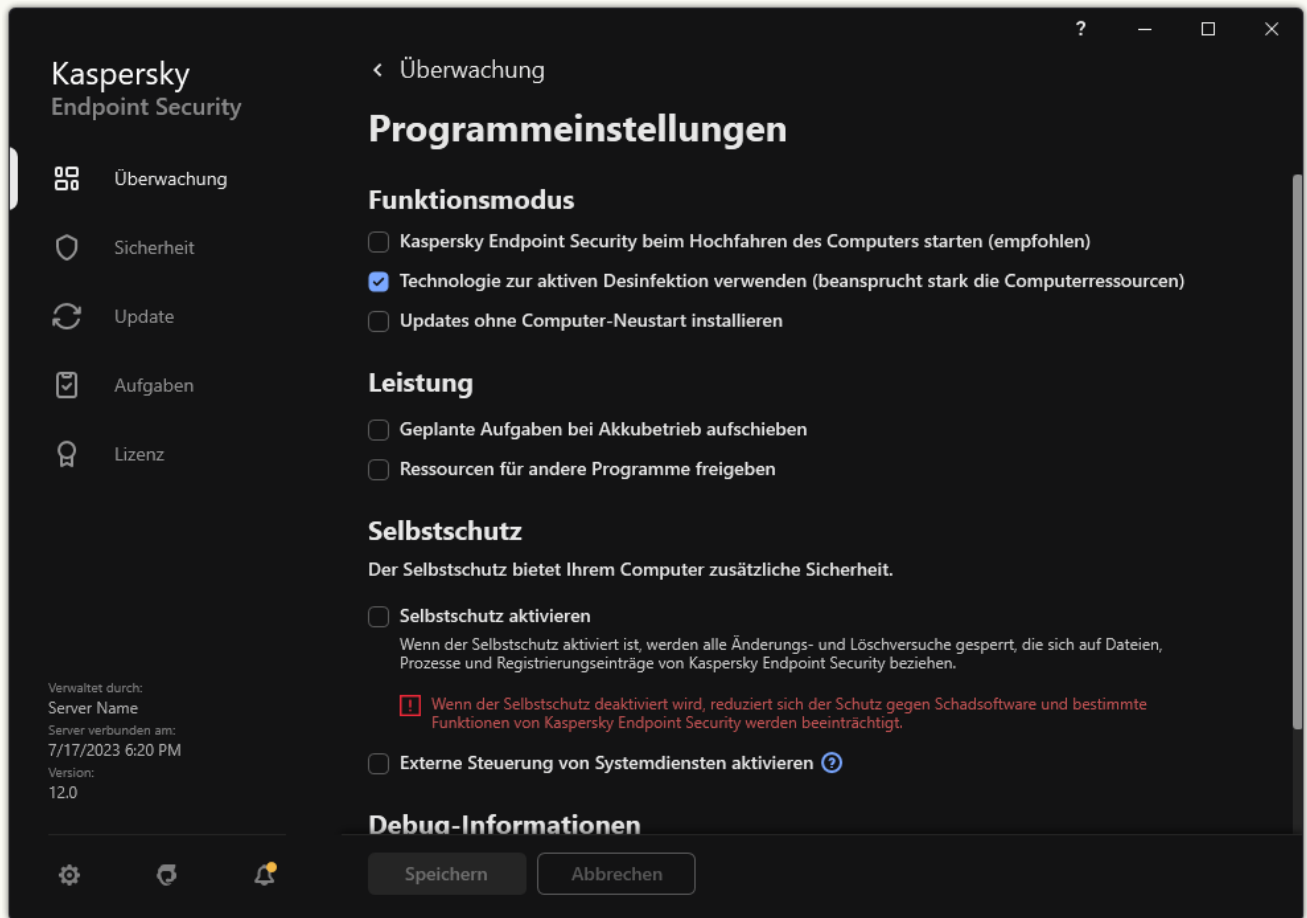 ?
Kaspersky
Endpoint Security
Überwachung
Sicherheit
Update
Aufgaben
Lizenz
Verwaltet durch:
Server Name
Server verbunden am:
7/17/2023 6:20 PM
Version:
12.0
Überwachung
Programmeinstellungen
Funktionsmodus
Kaspersky Endpoint Security beim Hochfahren des Computers starten (empfohlen)
Technologie zur aktiven Desinfektion verwenden (beansprucht stark die Computerressourcen)
Updates ohne Computer-Neustart installieren
Leistung
Geplante Aufgaben bei Akkubetrieb aufschieben
Ressourcen für andere Programme freigeben
Selbstschutz
Der Selbstschutz bietet Ihrem Computer zusätzliche Sicherheit.
Selbstschutz aktivieren
Wenn der Selbstschutz aktiviert ist, werden alle Änderungs- und Löschversuche gesperrt, die sich auf Dateien,
Prozesse und Registrierungseinträge von Kaspersky Endpoint Security beziehen.
Wenn der Selbstschutz deaktiviert wird, reduziert sich der Schutz gegen Schadsoftware und bestimmte
Funktionen von Kaspersky Endpoint Security werden beeinträchtigt.
Externe Steuerung von Systemdiensten aktivieren ?
Debug-Informationen
Speichern
Abbrechen